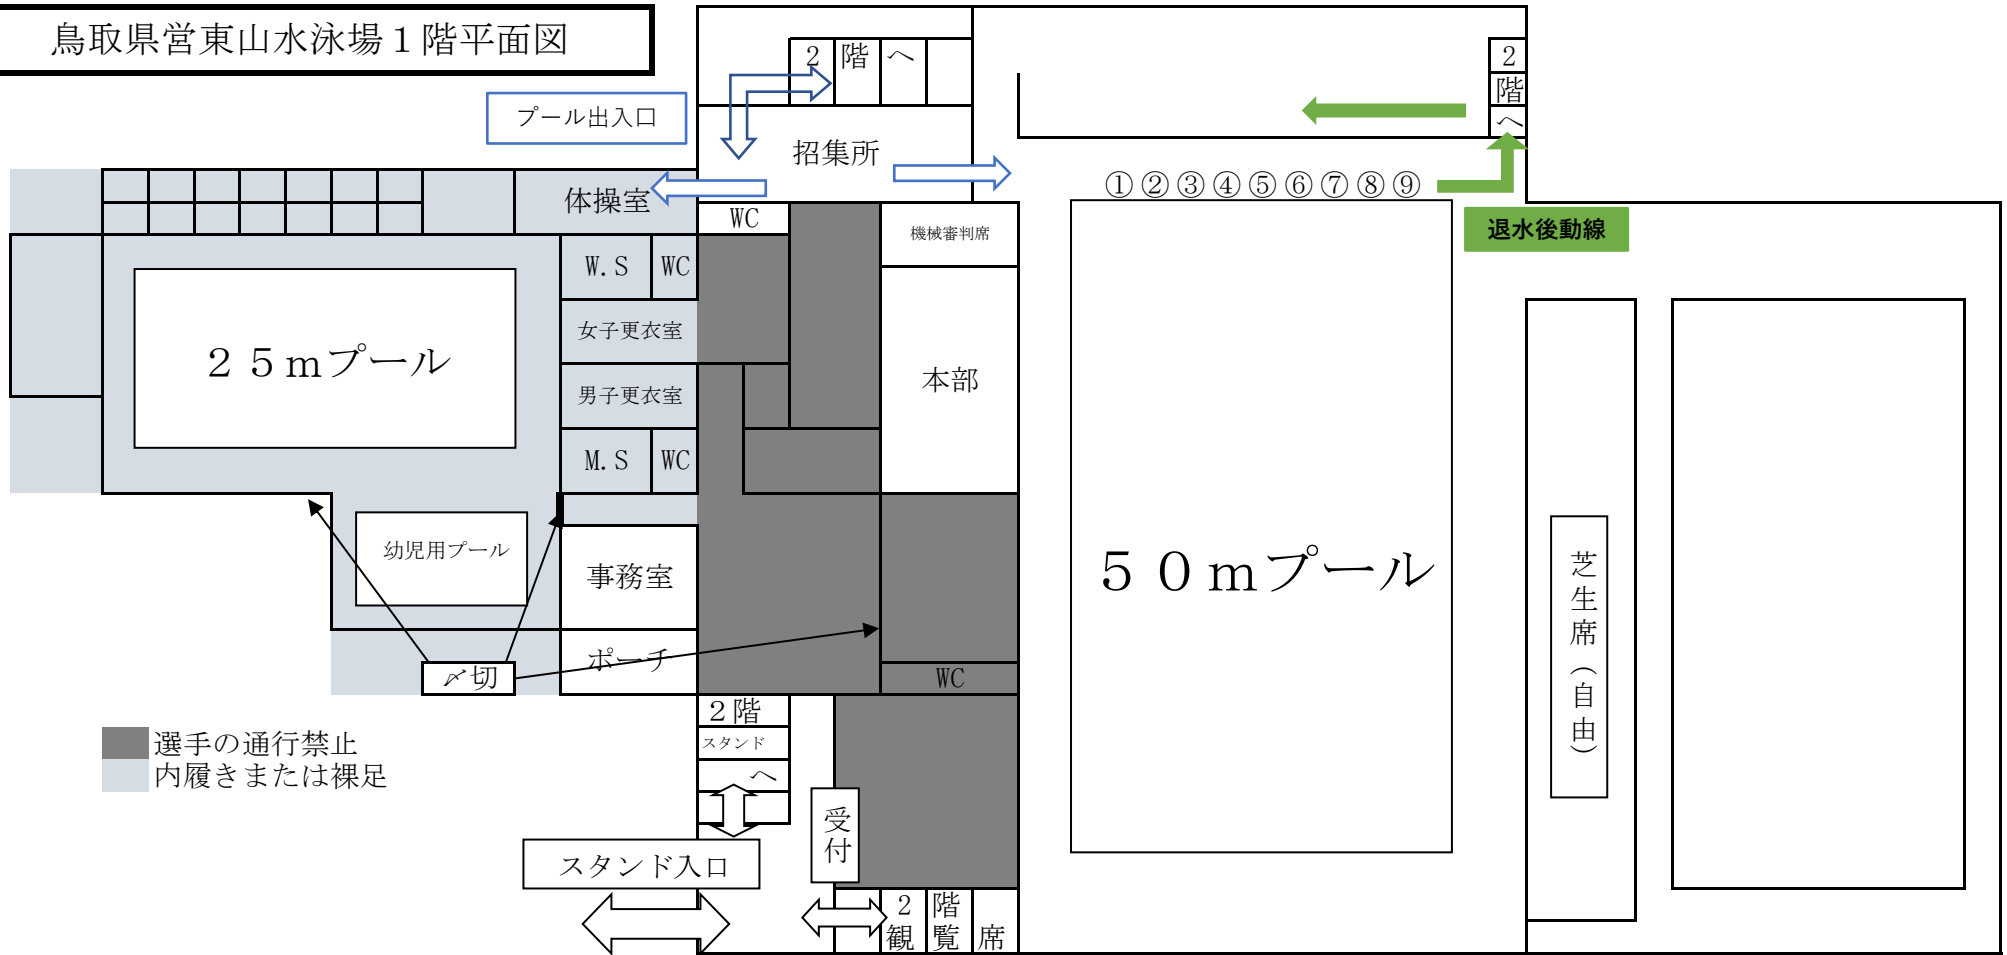 鳥取県営東山水泳場１階平面図
2階へ
2階へ
プール出入口
招集所
①②③④⑤⑥⑦⑧⑨
体操室
WC
機械審判席
退水後動線
W.S
WC
女子更衣室
２５ｍプール
男子更衣室
本部
M.S
WC
幼児用プール
事務室
５０ｍプール
芝生席（自由）
ポーチ
〆切
WC
2階
スタンド
へ
選手の通行禁止
内履きまたは裸足
受付
スタンド入口
2階
観覧席